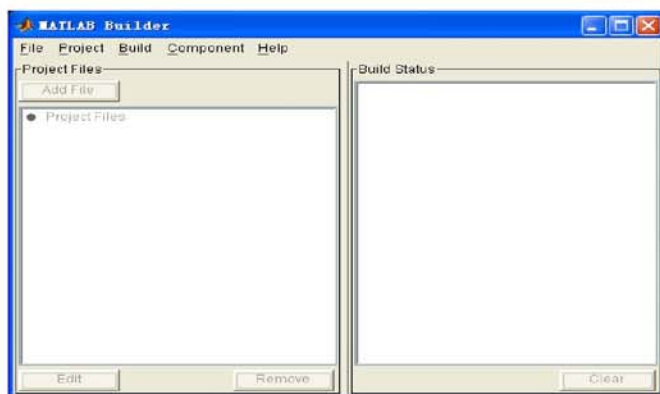 MATLAB Builder
File Project Build Component Help
Project Files
Add File
Project Files
Edit Remove
Build Status
Clear